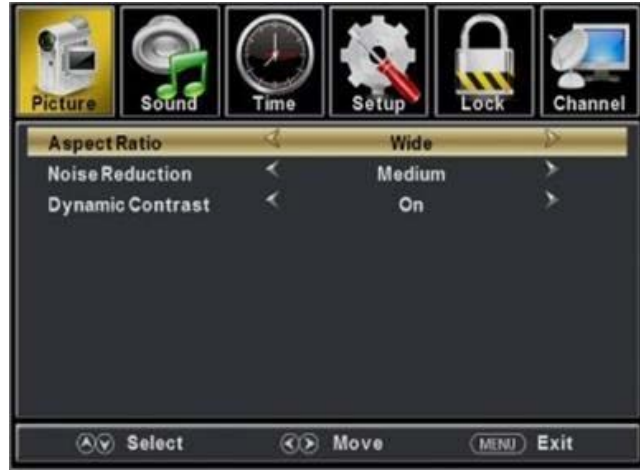 Picture Sound Time Setup Lock Channel
Aspect Ratio Wide
Noise Reduction Medium
Dynamic Contrast On
Select Move MENU Exit